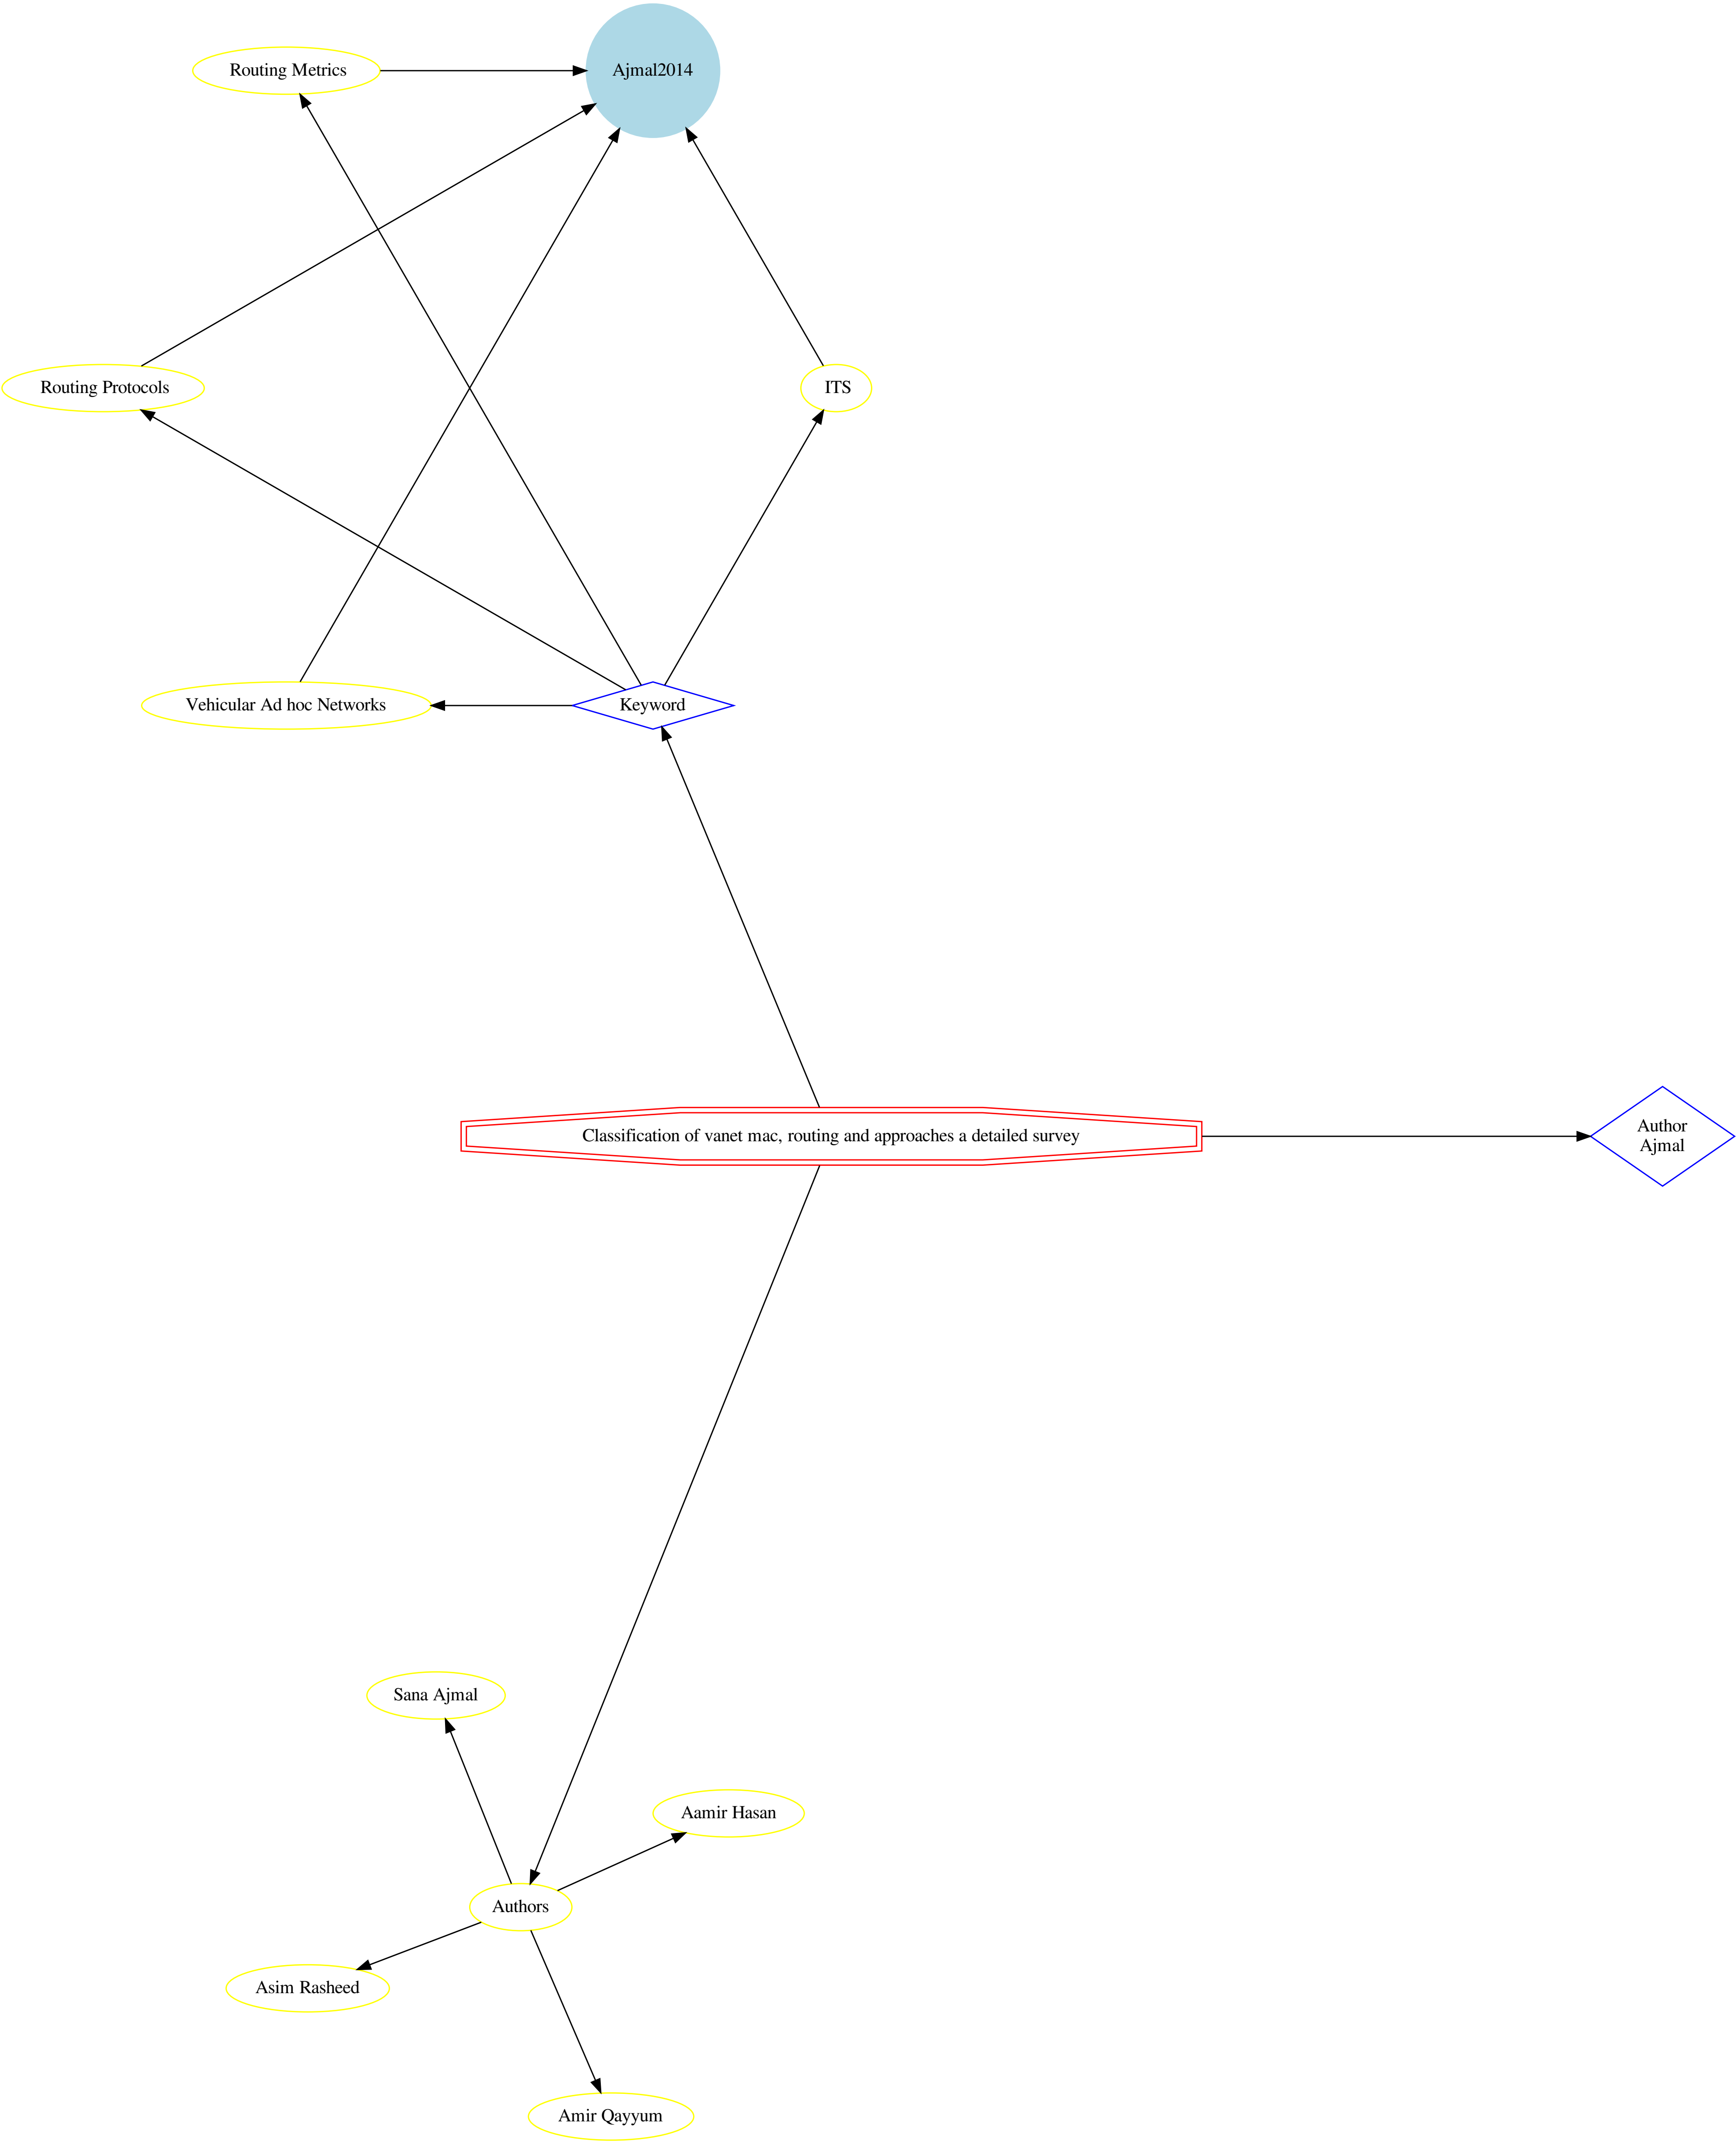 Routing Metrics
Ajmal2014
Routing Protocols
ITS
Vehicular Ad hoc Networks
Keyword
Classification of vanet mac, routing and approaches a detailed survey
Author
Ajmal
Sana Ajmal
Aamir Hasan
Authors
Asim Rasheed
Amir Qayyum